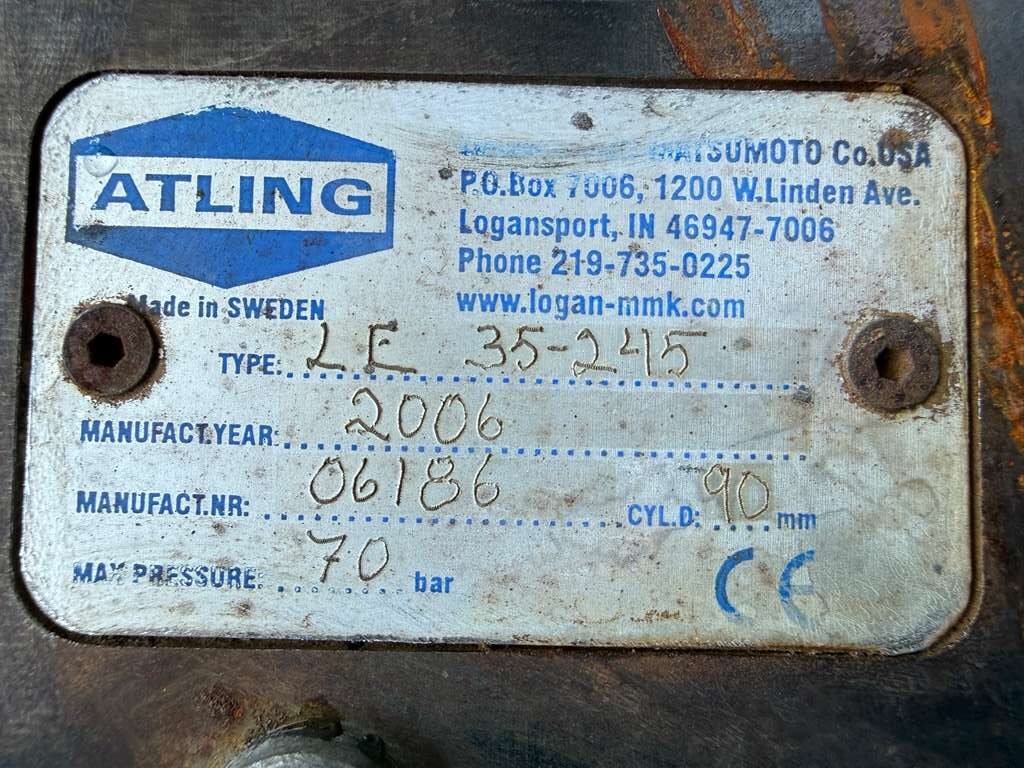 ATLING
Made in SWEDEN
MATSUMOTO Co.USA
P.O.Box 7006, 1200 W.Linden Ave.
Logansport, IN 46947-7006
Phone 219-735-0225
www.logan-mmk.com
TYPE: LE 35-245
MANUFACT.YEAR: 2006
MANUFACT.NR: 06186 CYL.D: 90 mm
MAX PRESSURE: 70 bar
CE